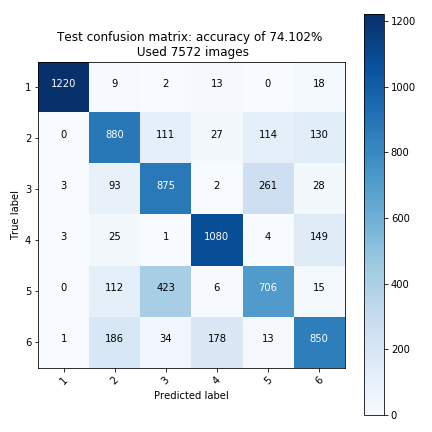 Test confusion matrix: accuracy of 74.102%
Used 7572 images
1 1220 9 2 13 0 18
2 0 880 111 27 114 130
3 3 93 875 2 261 28
4 3 25 1 1080 4 149
5 0 112 423 6 706 15
6 1 186 34 178 13 850
1 2 3 4 5 6
True label
Predicted label
1200
1000
800
600
400
200
0